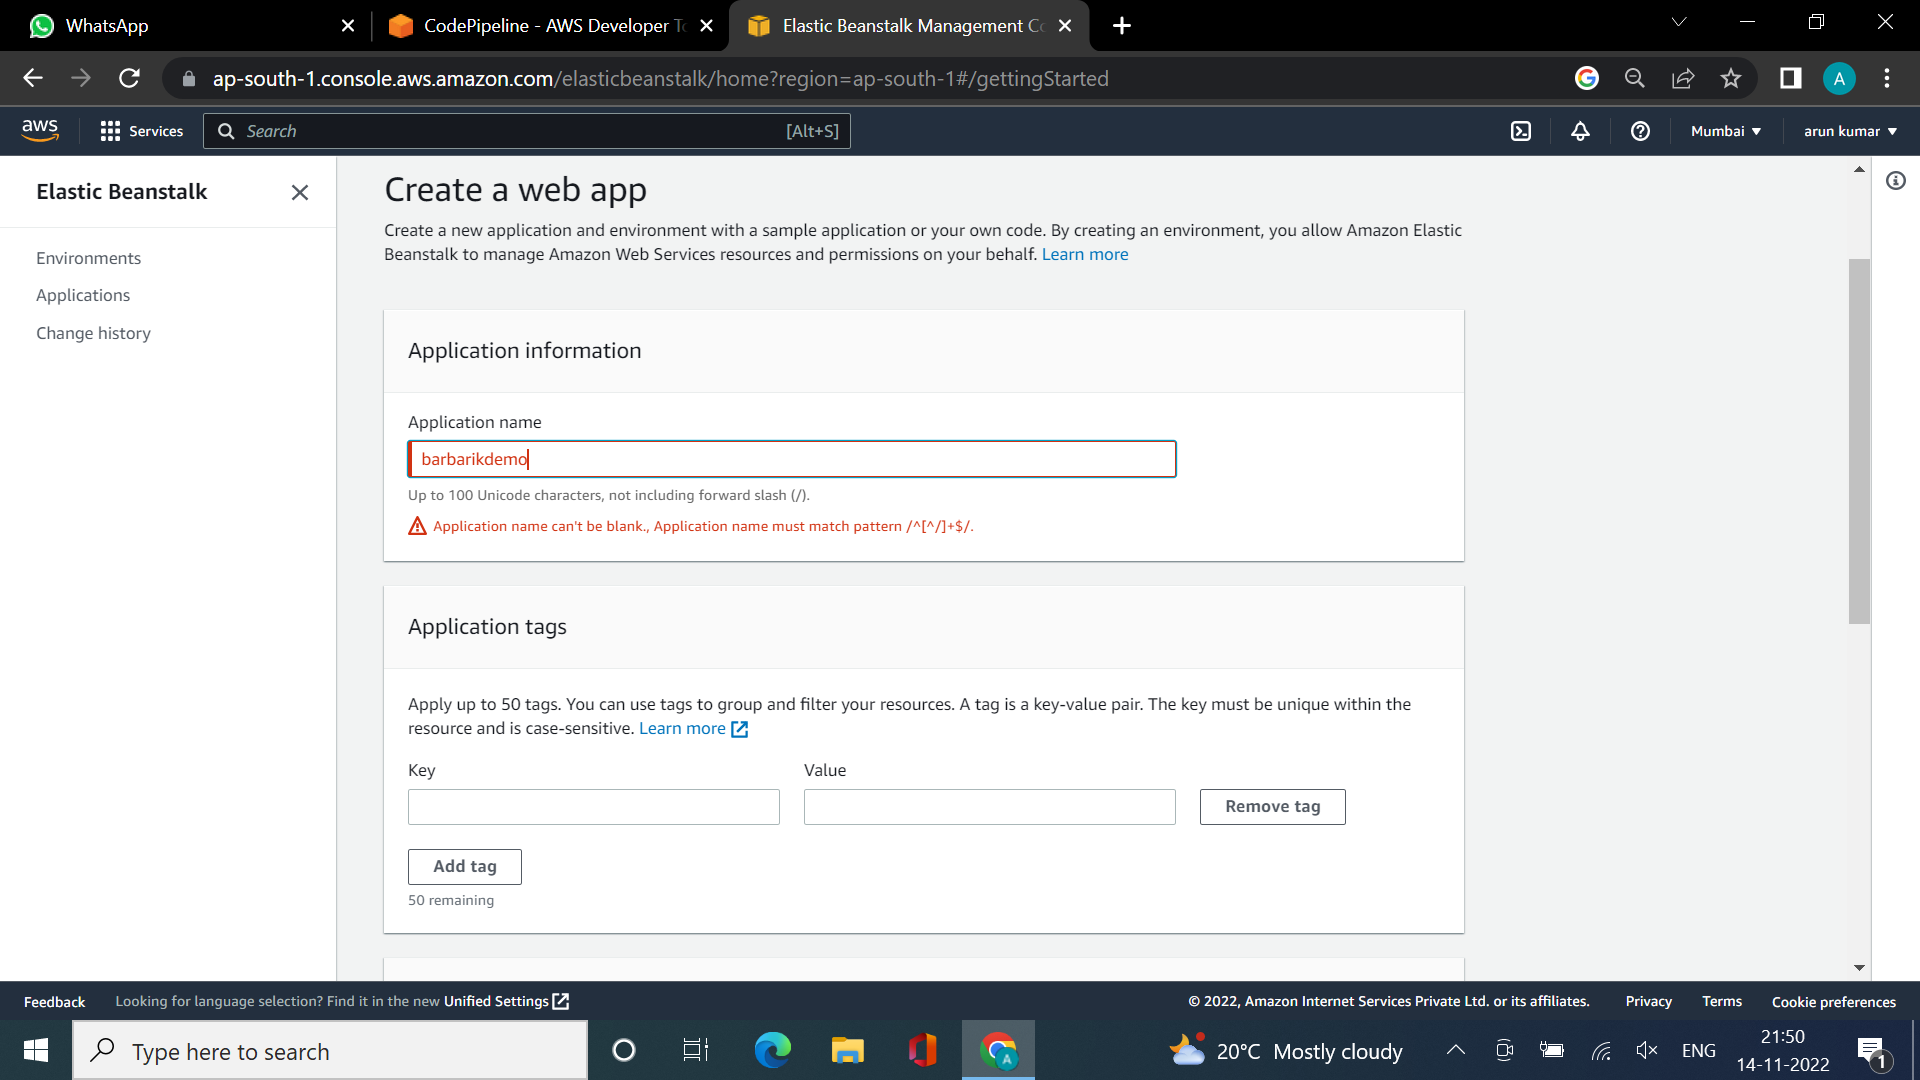 WhatsApp
CodePipeline - AWS Developer To
Elastic Beanstalk Management Co
ap-south-1.console.aws.amazon.com/elasticbeanstalk/home?region=ap-south-1#/gettingStarted
A
aws
Services
Search
[Alt+S]
Mumbai
arun kumar
Elastic Beanstalk
Environments
Applications
Change history
Create a web app
Create a new application and environment with a sample application or your own code. By creating an environment, you allow Amazon Elastic
Beanstalk to manage Amazon Web Services resources and permissions on your behalf. Learn more
Application information
Application name
barbarikdemo
Up to 100 Unicode characters, not including forward slash (/).
Application name can't be blank., Application name must match pattern /^[^/]+$/.
Application tags
Apply up to 50 tags. You can use tags to group and filter your resources. A tag is a key-value pair. The key must be unique within the
resource and is case-sensitive. Learn more
Key
Value
Remove tag
Add tag
50 remaining
Feedback
Looking for language selection? Find it in the new Unified Settings
© 2022, Amazon Internet Services Private Ltd. or its affiliates.
Privacy
Terms
Cookie preferences
Type here to search
A
20°C Mostly cloudy
ENG
21:50
14-11-2022
1